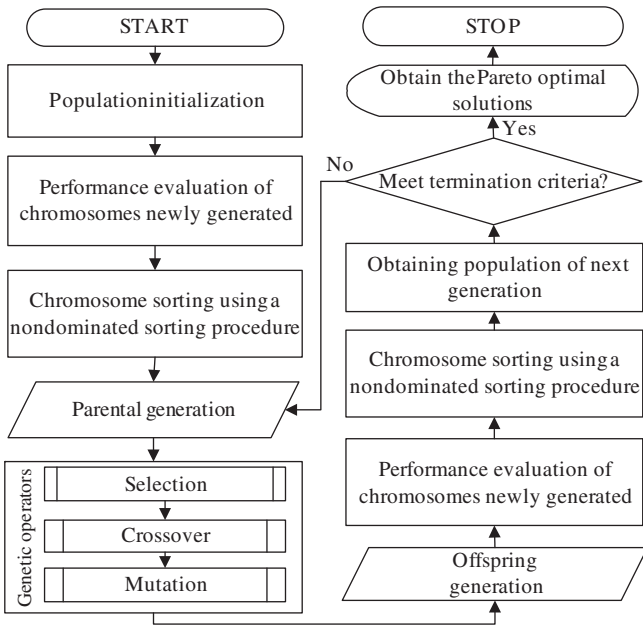 START
Populationinitialization
Performance evaluation of
chromosomes newly generated
Chromosome sorting using a
nondominated sorting procedure
Parental generation
Genetic operators
Selection
Crossover
Mutation
STOP
Obtain the Pareto optimal
solutions
Yes
No
Meet termination criteria?
Obtaining population of next
generation
Chromosome sorting using a
nondominated sorting procedure
Performance evaluation of
chromosomes newly generated
Offspring
generation